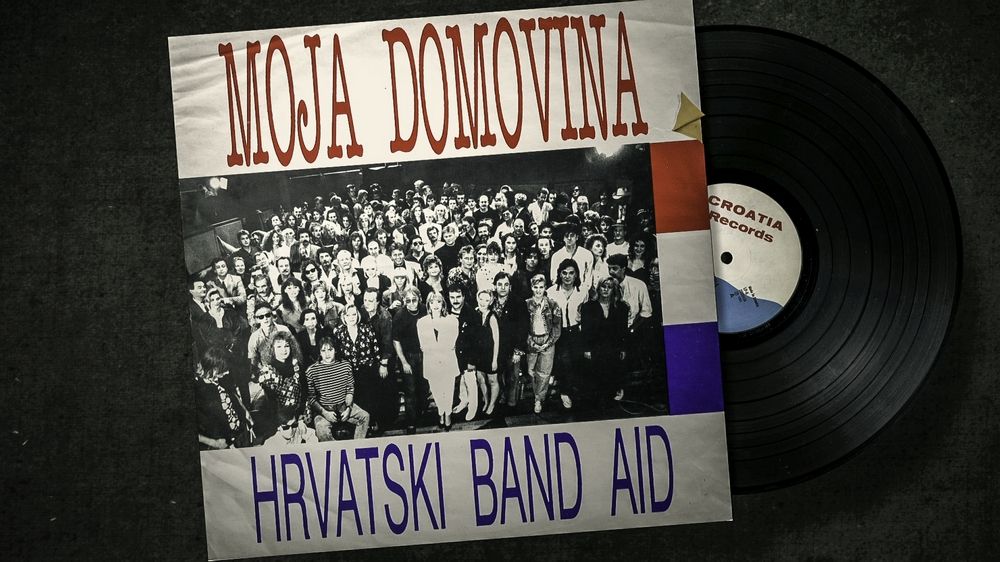 MOJA DOMOVINA
CROATIA
Records
HRVATSKI BAND AID